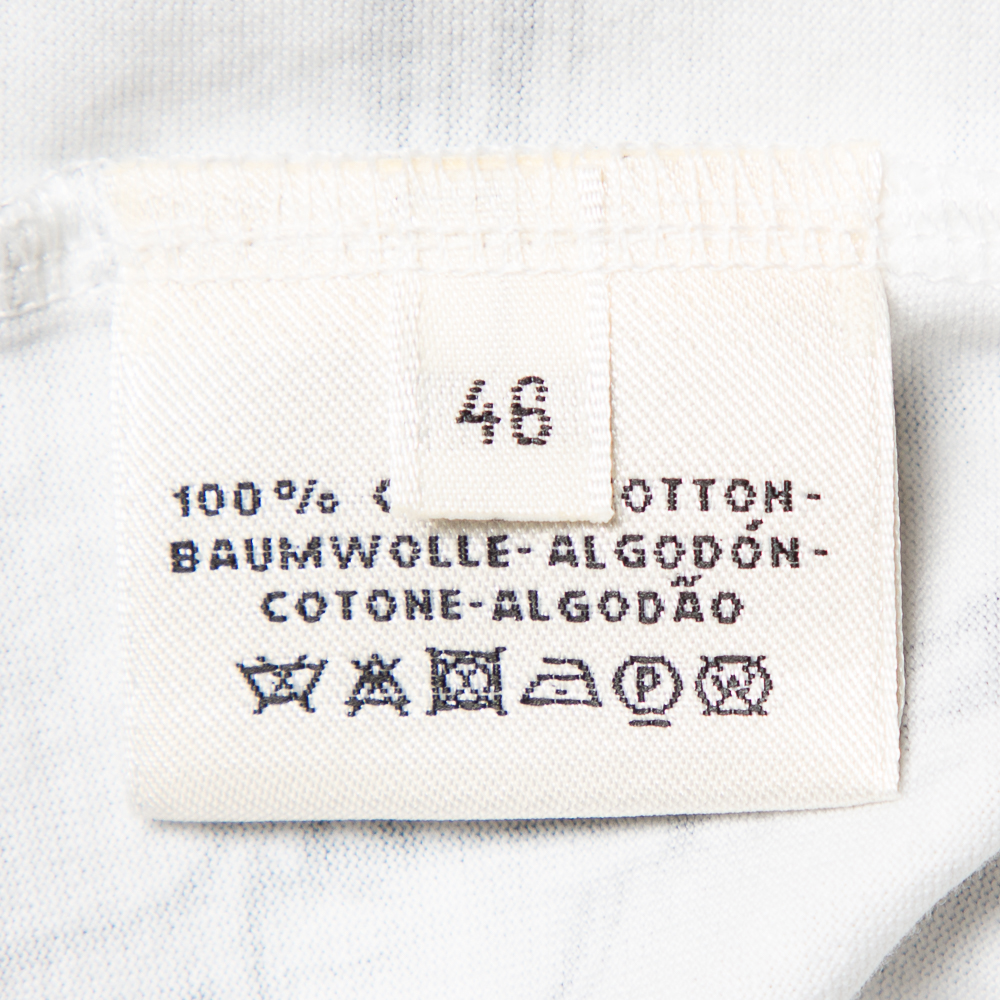 46
100% OTTON-
BAUMWOLLE-ALGODÓN-
COTONE-ALGODÃO
P
W